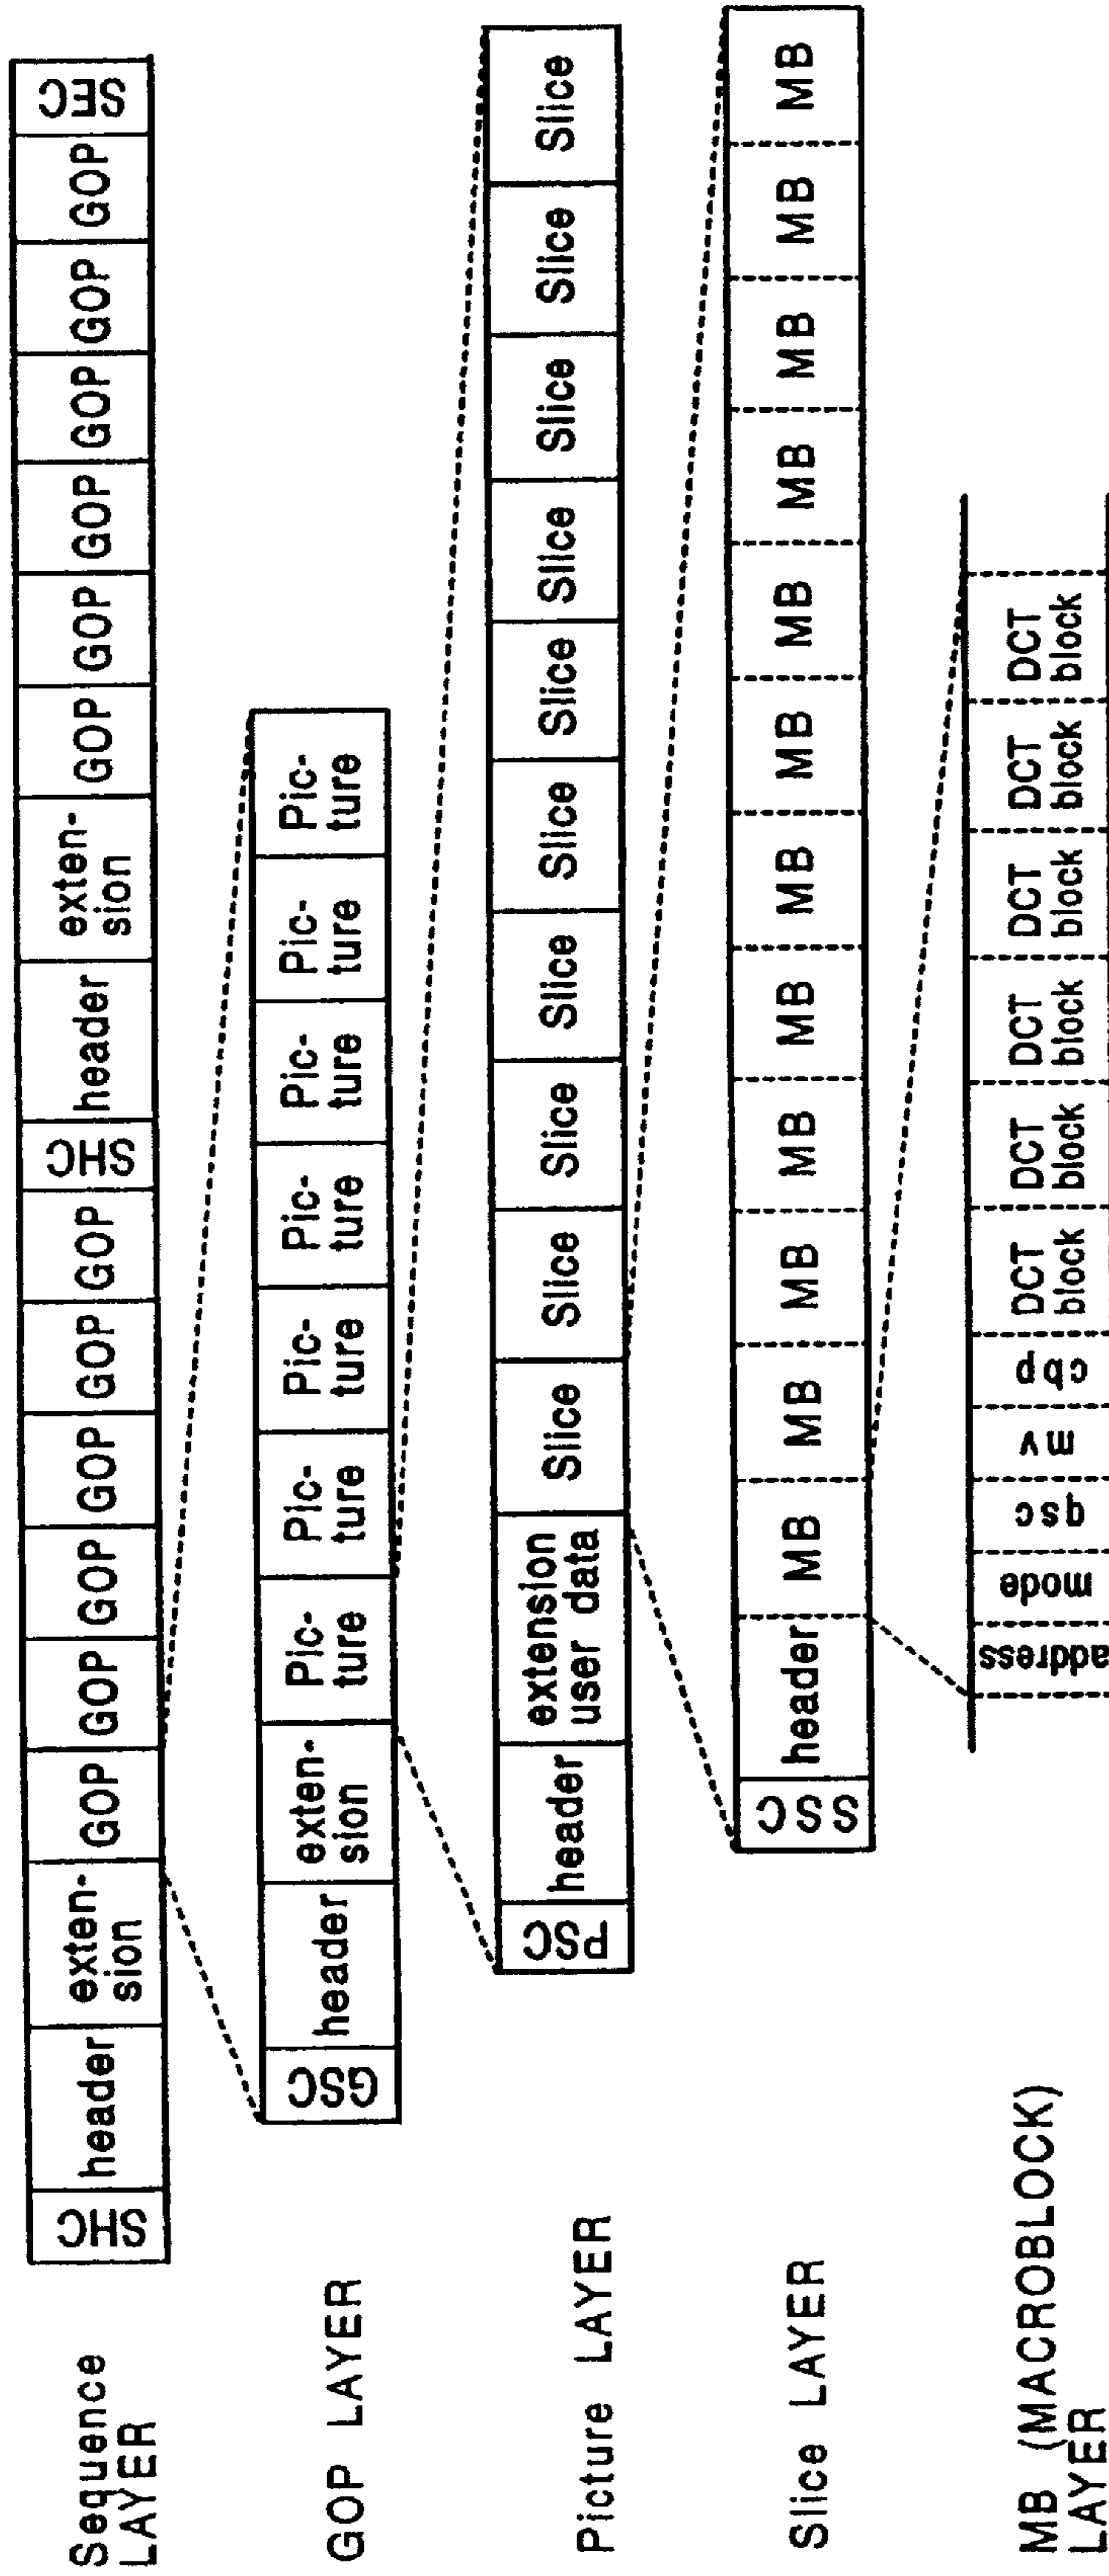 Sequence
LAYER
SHC header exten-
sion GOP GOP GOP GOP GOP GOP SHC header exten-
sion GOP GOP GOP GOP GOP GOP SEC
GOP LAYER
GSC header exten-
sion Pic-
ture Pic-
ture Pic-
ture Pic-
ture Pic-
ture Pic-
ture Pic-
ture
Picture LAYER
PSC header extension
user data Slice Slice Slice Slice Slice Slice Slice Slice Slice Slice
Slice LAYER
SSC header MB MB MB MB MB MB MB MB MB MB MB MB
MB (MACROBLOCK)
LAYER
address mode qsc mv cbp DCT
block DCT
block DCT
block DCT
block DCT
block DCT
block